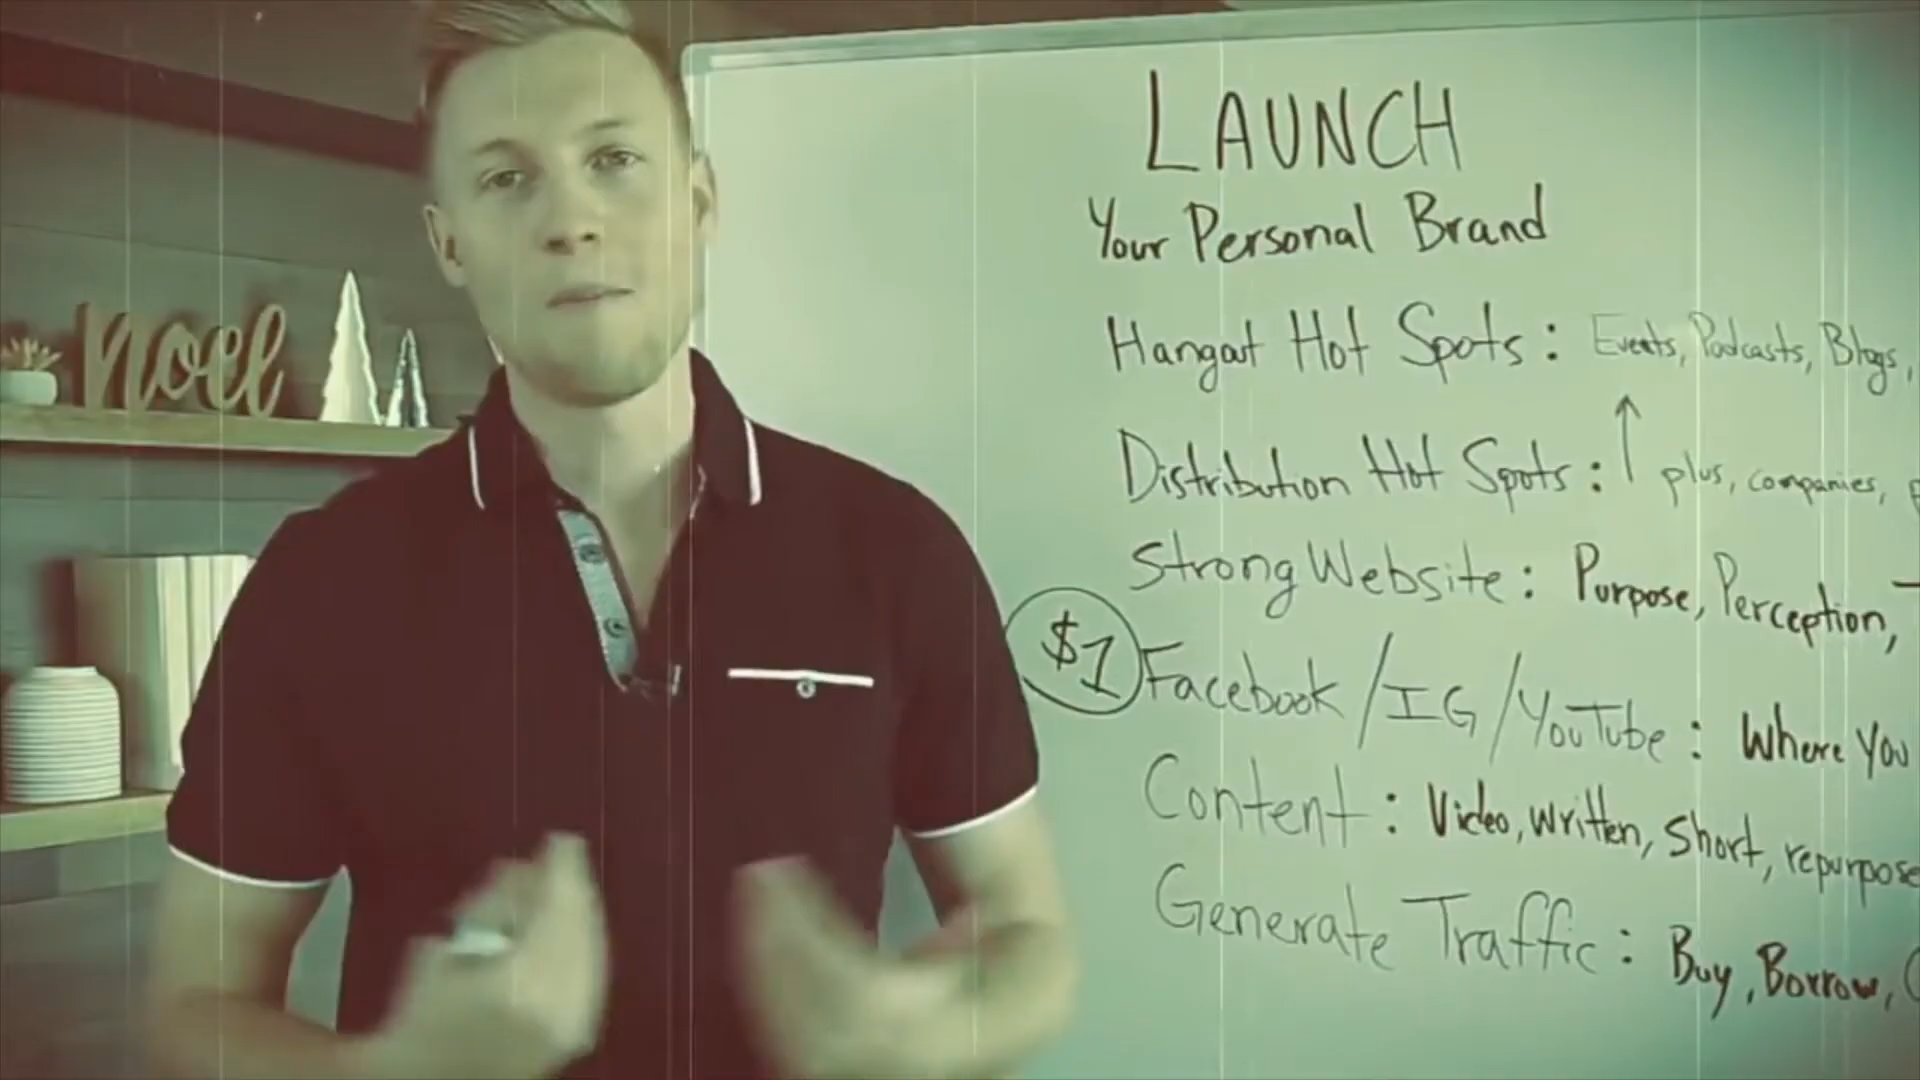 noel
LAUNCH
Your Personal Brand
Hangout Hot Spots: Events, Podcasts, Blogs,
Distribution Hot Spots: ↑ plus, companies,
Strong Website: Purpose, Perception,
$1 Facebook/IG/YouTube: Where You
Content: Video, Written, Short, repurpose
Generate Traffic: Buy, Borrow,